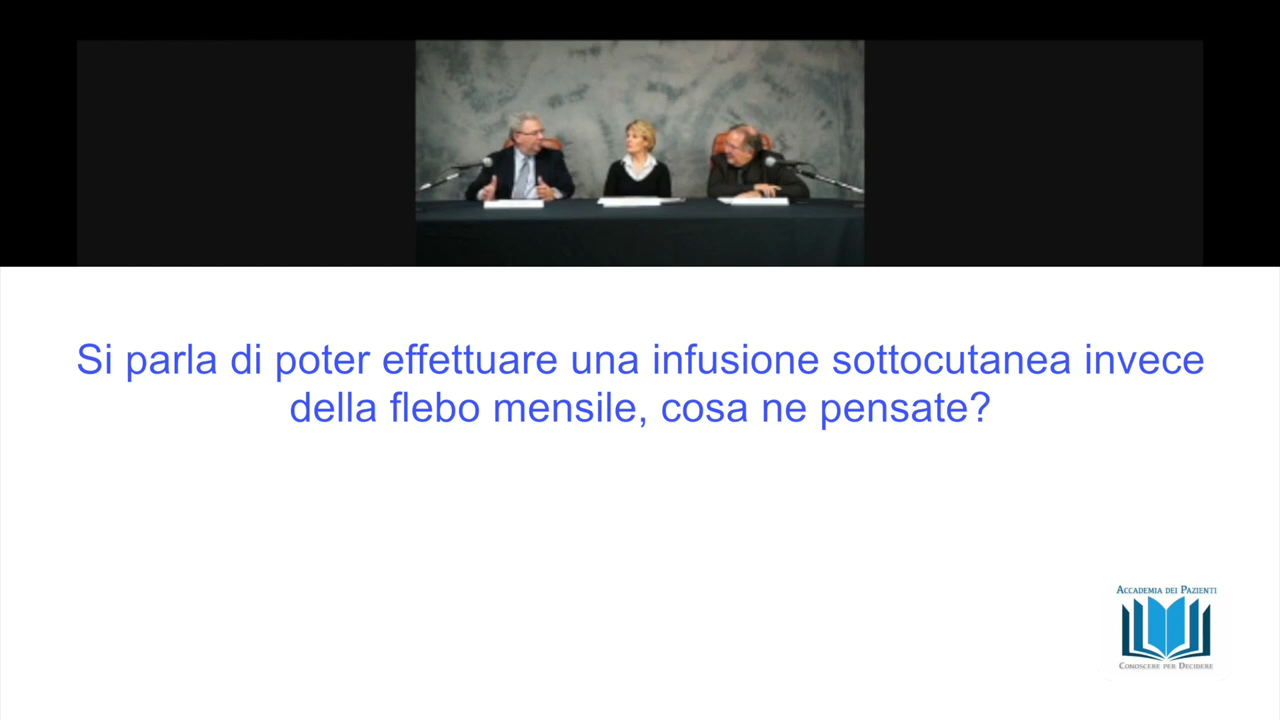 Si parla di poter effettuare una infusione sottocutanea invece
della flebo mensile, cosa ne pensate?
ACCADEMIA DEI PAZIENTI
CONOSCERE PER DECIDERE